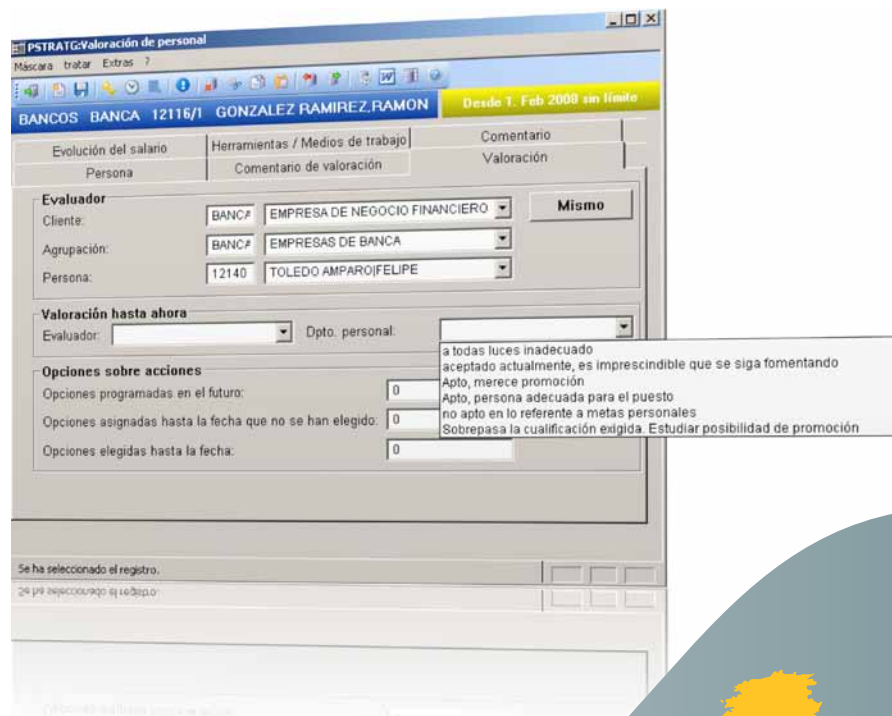 PSTRATG:Valoración de personal
Máscara tratar Extras ?
BANCOS BANCA 12116/1 GONZALEZ RAMIREZ,RAMON
Desde 1. Feb 2008 sin límite
Evolución del salario
Herramientas / Medios de trabajo
Comentario
Persona
Comentario de valoración
Valoración
Evaluador
Mismo
Cliente: BANCA EMPRESA DE NEGOCIO FINANCIERO
Agrupación: BANCA EMPRESAS DE BANCA
Persona: 12140 TOLEDO AMPARO|FELIPE
Valoración hasta ahora
Evaluador: Dpto. personal:
a todas luces inadecuado
aceptado actualmente, es imprescindible que se siga fomentando
Apto, merece promoción
Apto, persona adecuada para el puesto
no apto en lo referente a metas personales
Sobrepasa la cualificación exigida. Estudiar posibilidad de promoción
Opciones sobre acciones
Opciones programadas en el futuro: 0
Opciones asignadas hasta la fecha que no se han elegido: 0
Opciones elegidas hasta la fecha: 0
Se ha seleccionado el registro.